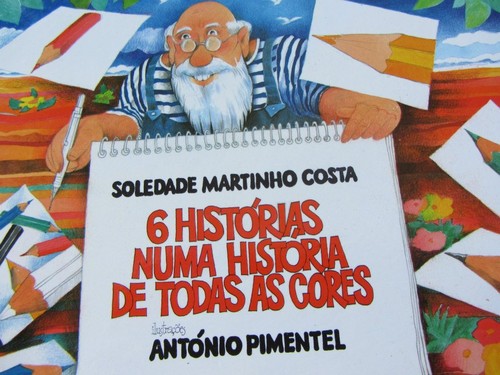 SOLEDADE MARTINHO COSTA
6 HISTÓRIAS
NUMA HISTÓRIA
DE TODAS AS CORES
ilustrações
ANTÓNIO PIMENTEL